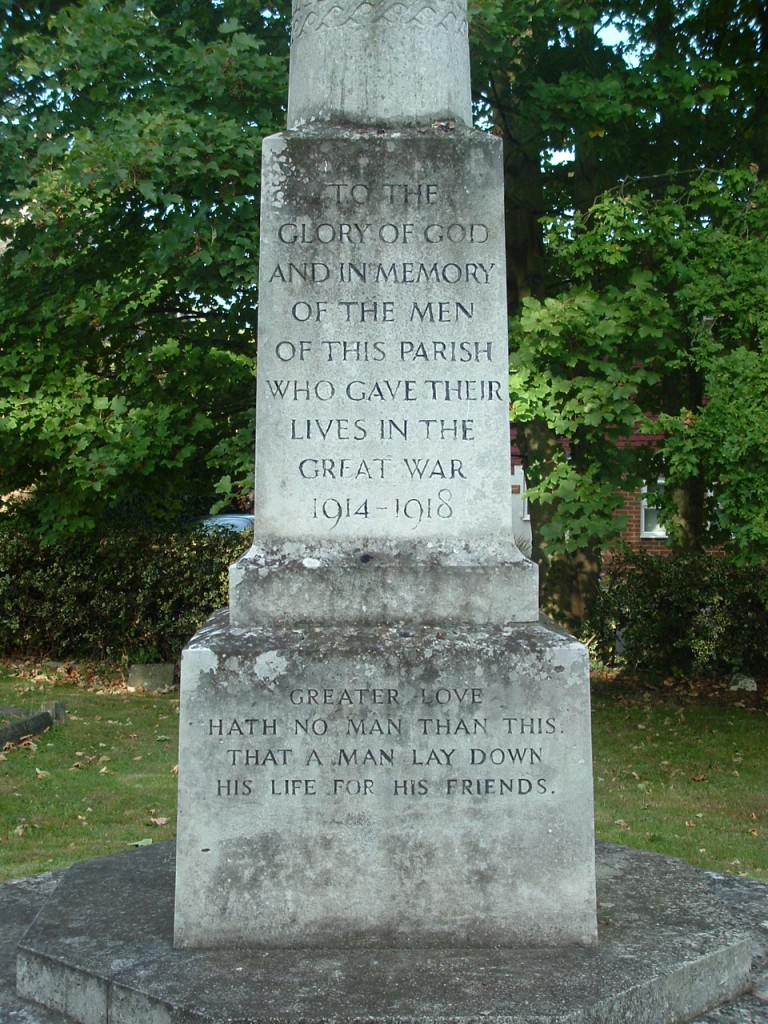 TO THE
GLORY OF GOD
AND IN MEMORY
OF THE MEN
OF THIS PARISH
WHO GAVE THEIR
LIVES IN THE
GREAT WAR
1914-1918
GREATER LOVE
HATH NO MAN THAN THIS.
THAT A MAN LAY DOWN
HIS LIFE FOR HIS FRIENDS.